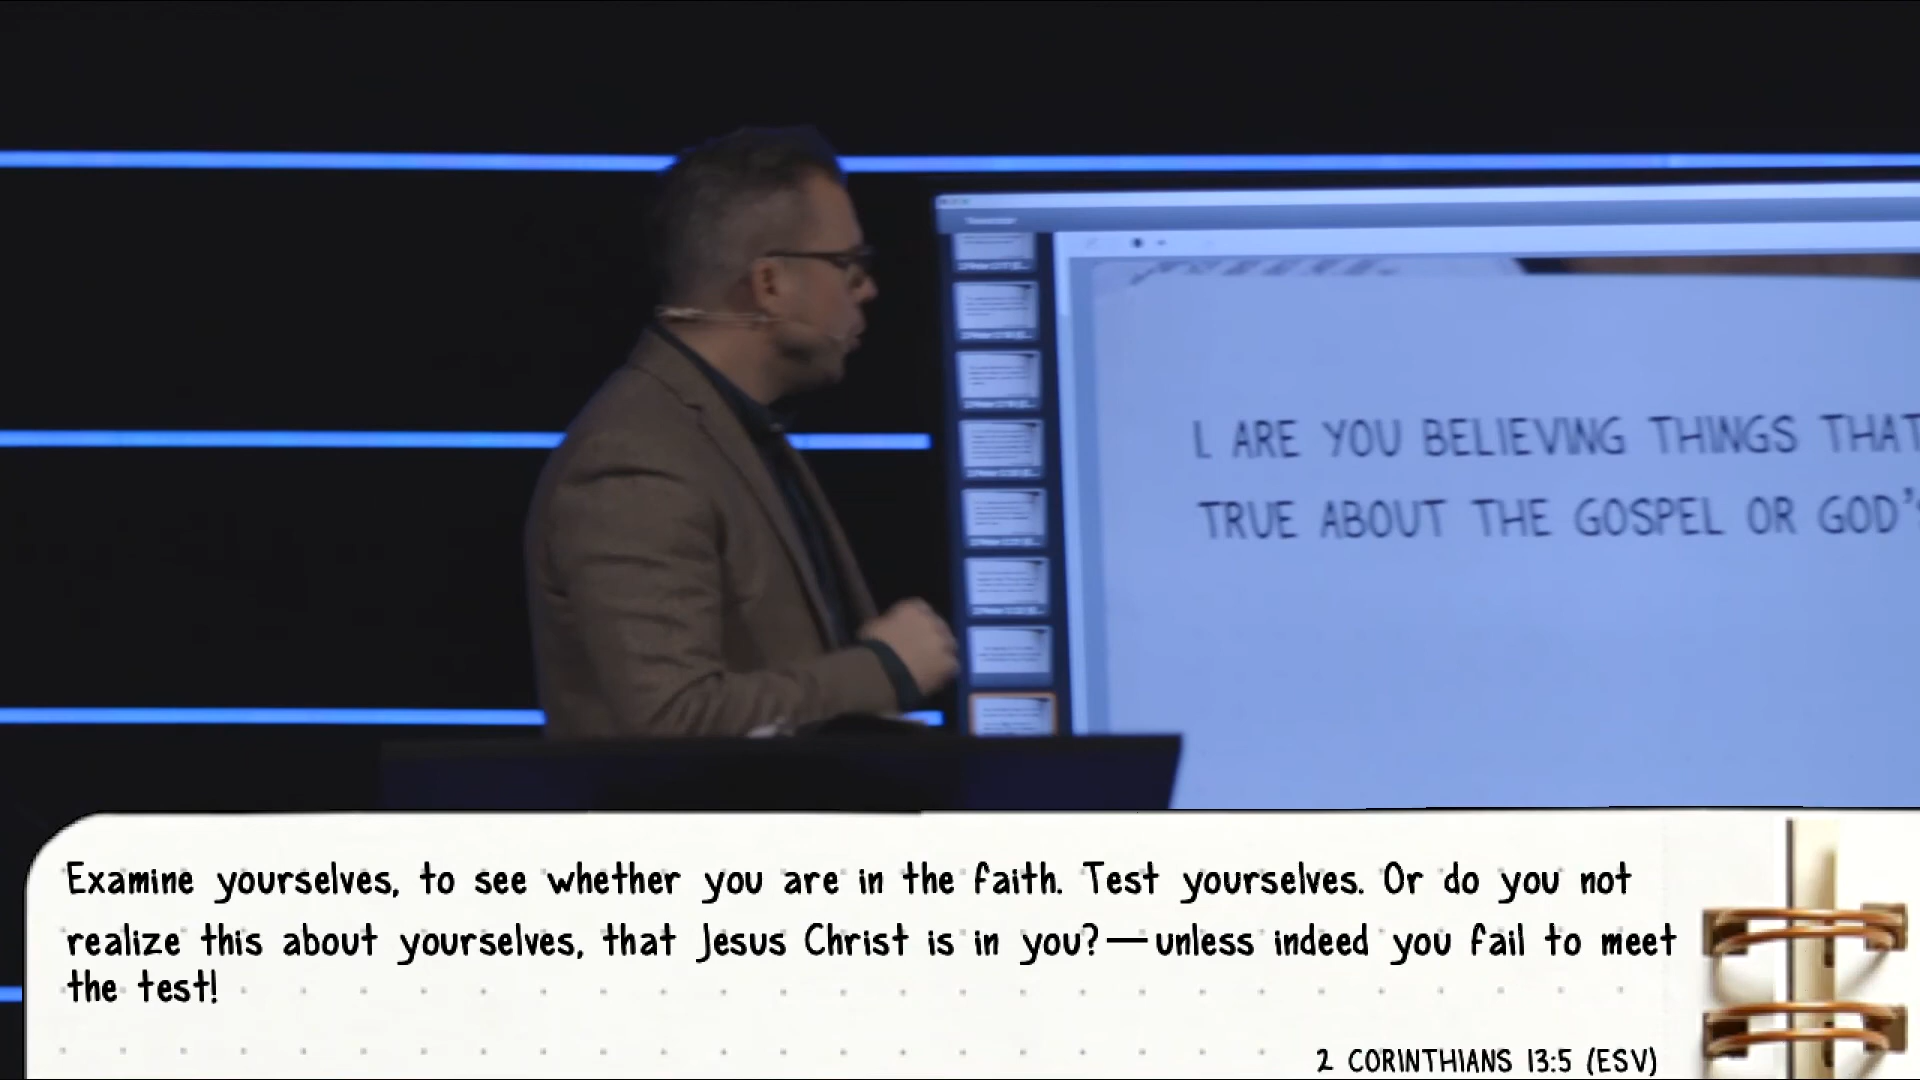 1. ARE YOU BELIEVING THINGS THAT
TRUE ABOUT THE GOSPEL OR GOD'S
Examine yourselves, to see whether you are in the faith. Test yourselves. Or do you not
realize this about yourselves, that Jesus Christ is in you?—unless indeed you fail to meet
the test!
2 CORINTHIANS 13:5 (ESV)